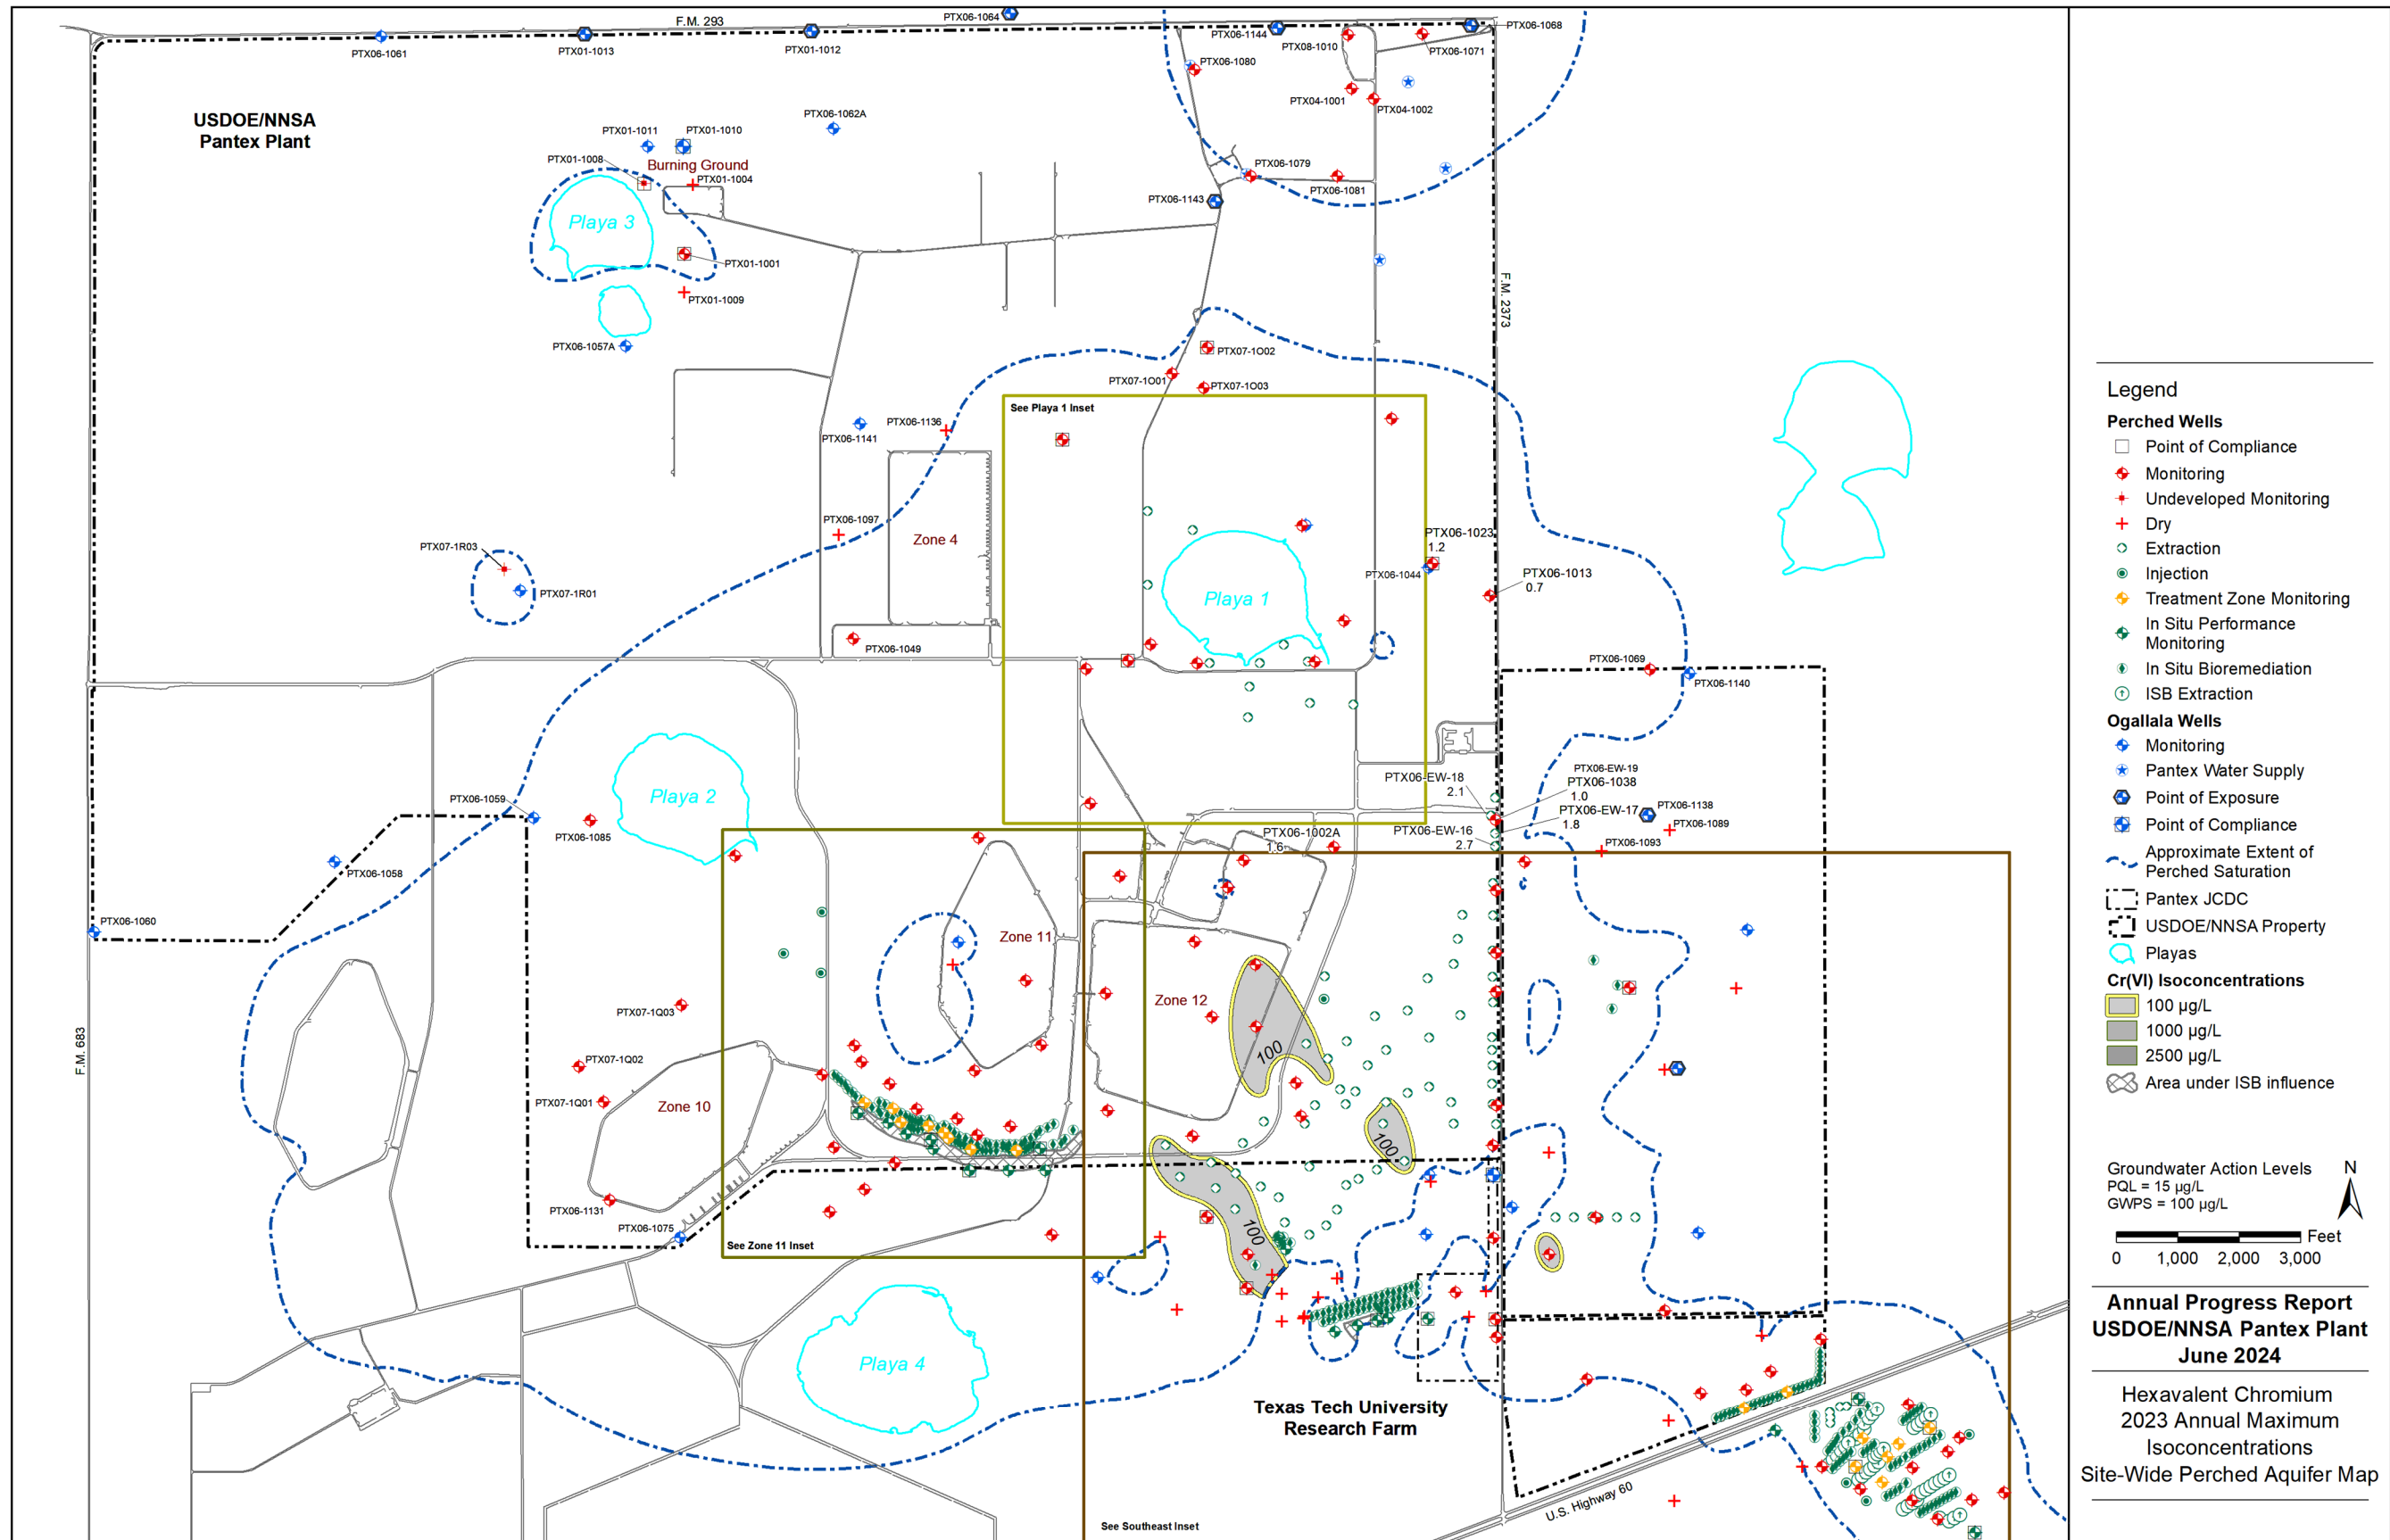 F.M. 293
PTX06-1064
PTX06-1061
PTX01-1013
PTX01-1012
PTX06-1144
PTX08-1010
PTX06-1071
PTX06-1068
PTX06-1080
PTX04-1001
PTX04-1002
USDOE/NNSA
Pantex Plant
PTX06-1062A
PTX01-1011
PTX01-1010
PTX01-1008
Burning Ground
PTX01-1004
PTX06-1079
PTX06-1081
PTX06-1143
Playa 3
PTX01-1001
PTX01-1009
PTX06-1057A
F.M. 2373
PTX07-1O02
PTX07-1O01
PTX07-1O03
See Playa 1 Inset
PTX06-1136
PTX06-1141
PTX06-1097
Zone 4
PTX07-1R03
PTX07-1R01
PTX06-1023
1.2
PTX06-1044
PTX06-1013
0.7
Playa 1
PTX06-1049
PTX06-1069
PTX06-1140
Playa 2
PTX06-1059
PTX06-1085
PTX06-1058
PTX06-1060
PTX06-EW-18
2.1
PTX06-EW-19
PTX06-1038
1.0
PTX06-EW-17
1.8
PTX06-EW-16
2.7
PTX06-1138
PTX06-1089
PTX06-1093
PTX06-1002A
1.6
Zone 11
Zone 12
PTX07-1Q03
PTX07-1Q02
PTX07-1Q01
Zone 10
F.M. 683
100
100
100
PTX06-1131
PTX06-1075
See Zone 11 Inset
Playa 4
Texas Tech University
Research Farm
U.S. Highway 60
See Southeast Inset
Legend
Perched Wells
Point of Compliance
Monitoring
Undeveloped Monitoring
Dry
Extraction
Injection
Treatment Zone Monitoring
In Situ Performance
Monitoring
In Situ Bioremediation
ISB Extraction
Ogallala Wells
Monitoring
Pantex Water Supply
Point of Exposure
Point of Compliance
Approximate Extent of
Perched Saturation
Pantex JCDC
USDOE/NNSA Property
Playas
Cr(VI) Isoconcentrations
100 µg/L
1000 µg/L
2500 µg/L
Area under ISB influence
Groundwater Action Levels
PQL = 15 µg/L
GWPS = 100 µg/L
N
Feet
0 1,000 2,000 3,000
Annual Progress Report
USDOE/NNSA Pantex Plant
June 2024
Hexavalent Chromium
2023 Annual Maximum
Isoconcentrations
Site-Wide Perched Aquifer Map